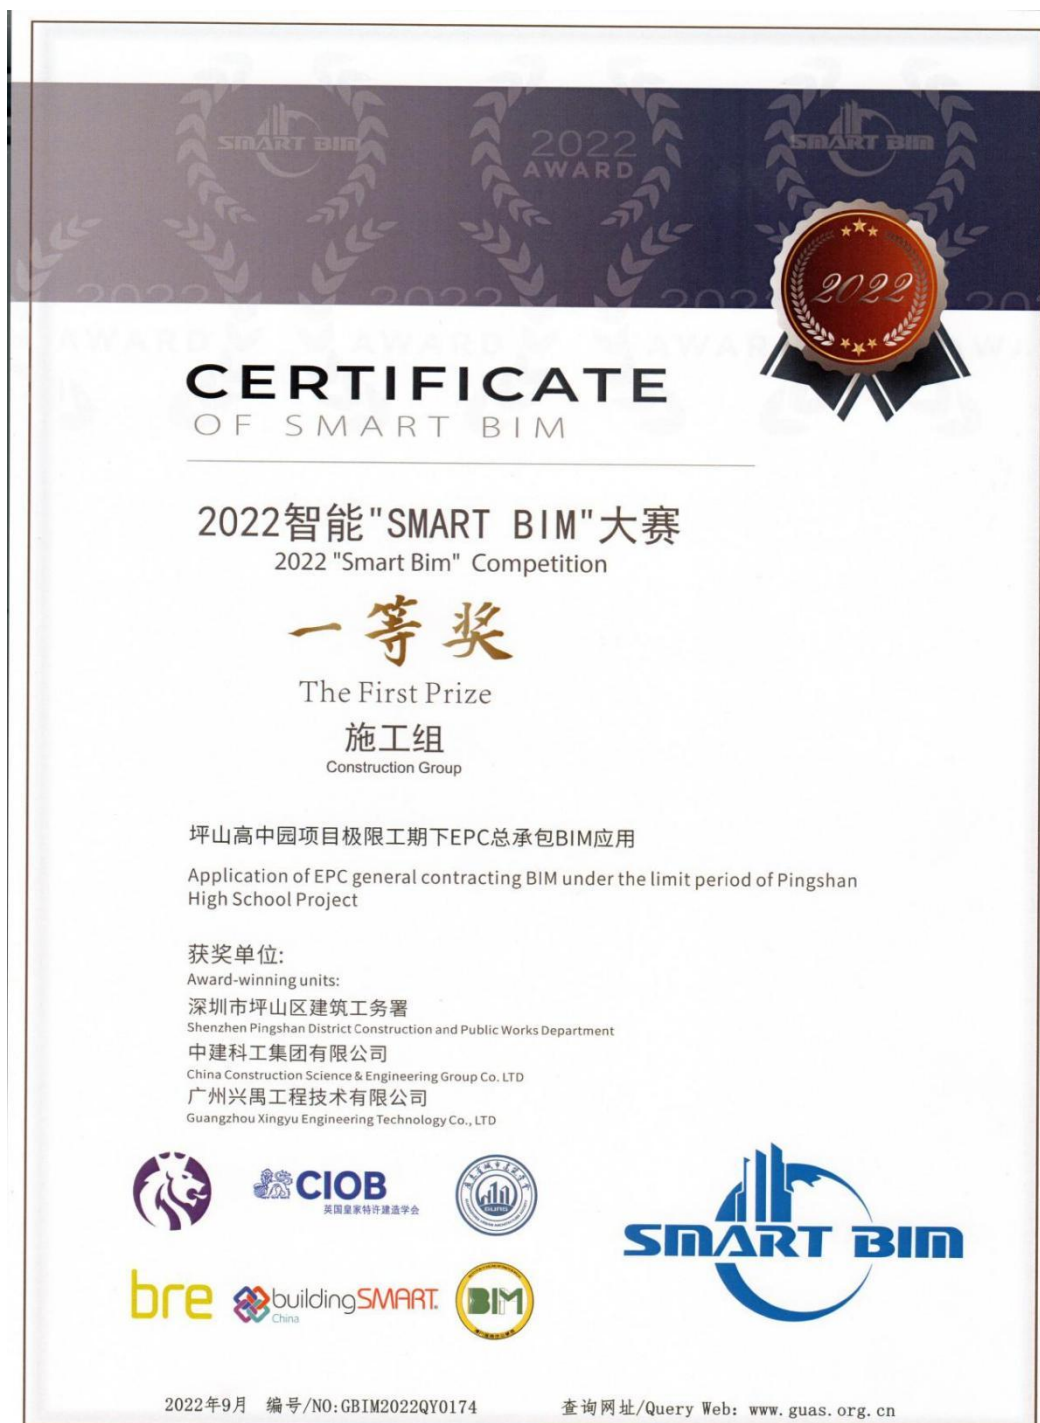 SMART BIM
2022
AWARD
SMART BIM
2022
2022
2022
202
202
AWARD
AWARD
AWAR
AWA
CERTIFICATE
OF SMART BIM
2022智能"SMART BIM"大赛
2022 "Smart Bim" Competition
一等奖
The First Prize
施工组
Construction Group
坪山高中园项目极限工期下EPC总承包BIM应用
Application of EPC general contracting BIM under the limit period of Pingshan
High School Project
获奖单位:
Award-winning units:
深圳市坪山区建筑工务署
Shenzhen Pingshan District Construction and Public Works Department
中建科工集团有限公司
China Construction Science & Engineering Group Co. LTD
广州兴禺工程技术有限公司
Guangzhou Xingyu Engineering Technology Co., LTD
CIOB
英国皇家特许建造学会
SMART BIM
bre
buildingSMART.
China
BIM
2022年9月 编号/NO:GBIM2022QY0174 查询网址/Query Web: www.guas.org.cn